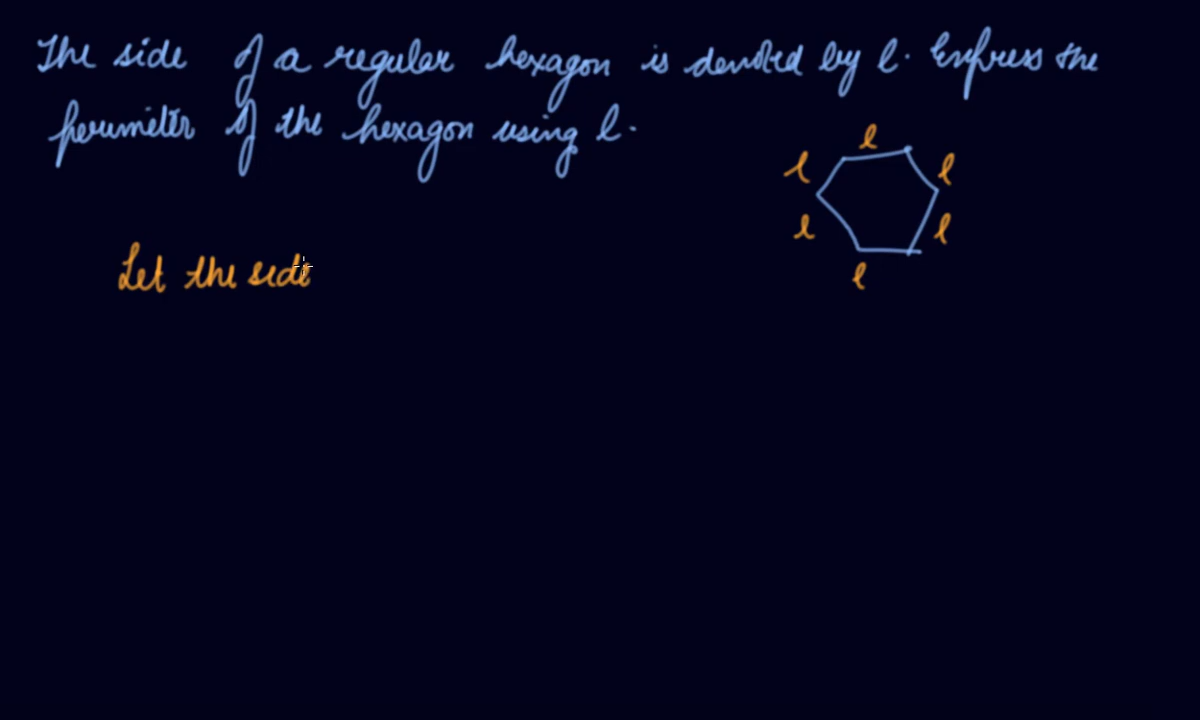 The side of a regular hexagon is denoted by l. Express the
perimeter of the hexagon using l.
l
l
l
l
l
l
Let the side